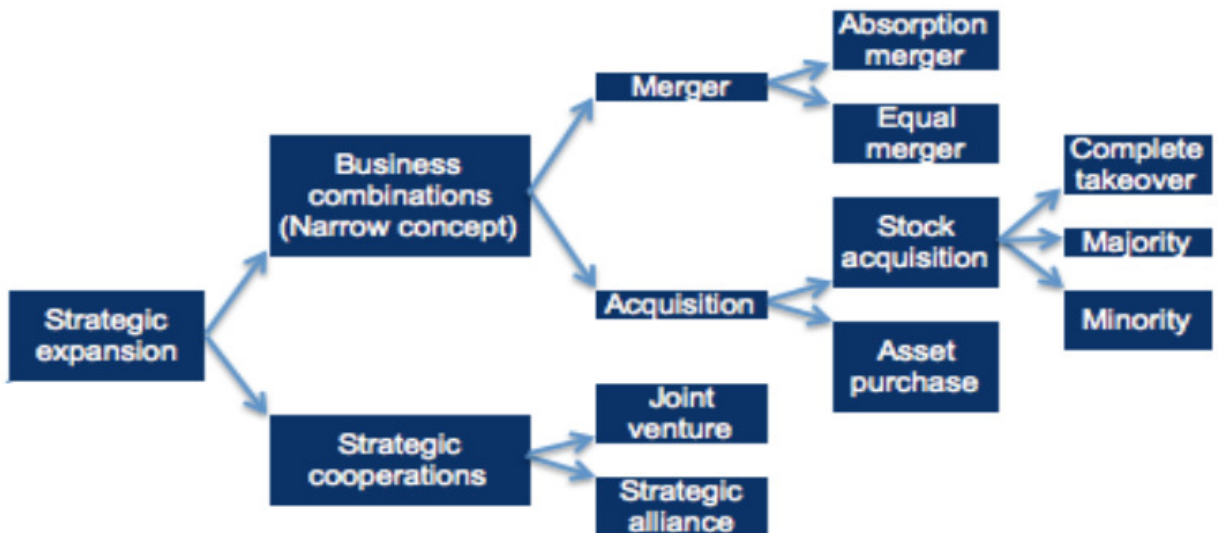 Absorption
merger
Merger
Equal
merger
Business
combinations
(Narrow concept)
Complete
takeover
Stock
acquisition
Majority
Strategic
expansion
Acquisition
Minority
Asset
purchase
Joint
venture
Strategic
cooperations
Strategic
alliance